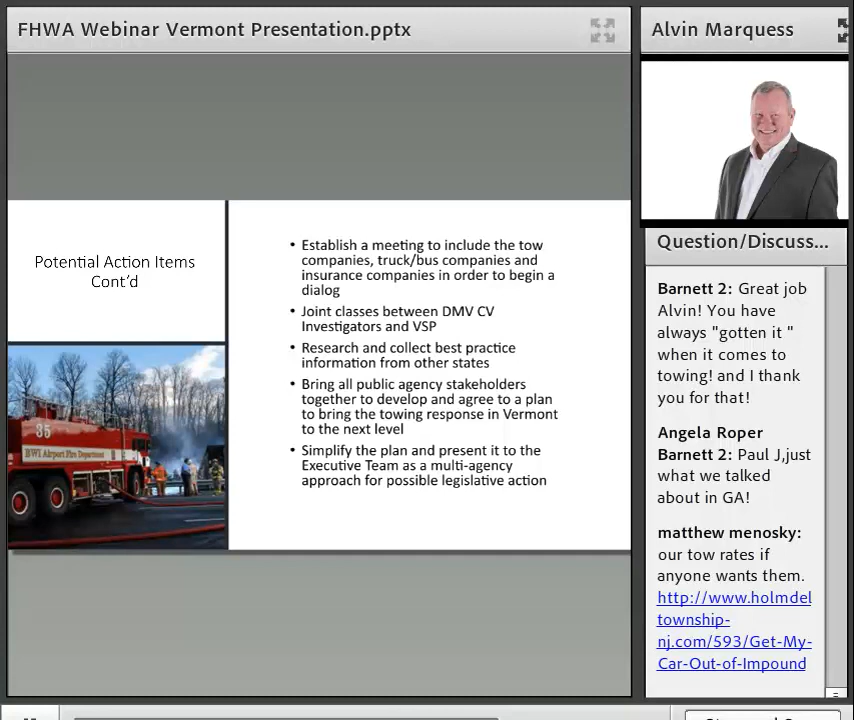 FHWA Webinar Vermont Presentation.pptx
Potential Action Items
Cont'd
35
BWI Airport Fire Department
• Establish a meeting to include the tow
companies, truck/bus companies and
insurance companies in order to begin a
dialog
• Joint classes between DMV CV
Investigators and VSP
• Research and collect best practice
information from other states
• Bring all public agency stakeholders
together to develop and agree to a plan
to bring the towing response in Vermont
to the next level
• Simplify the plan and present it to the
Executive Team as a multi-agency
approach for possible legislative action
Alvin Marquess
Question/Discuss...
Barnett 2: Great job
Alvin! You have
always "gotten it "
when it comes to
towing! and I thank
you for that!
Angela Roper
Barnett 2: Paul J,just
what we talked
about in GA!
matthew menosky:
our tow rates if
anyone wants them.
http://www.holmdel
township-
nj.com/593/Get-My-
Car-Out-of-Impound